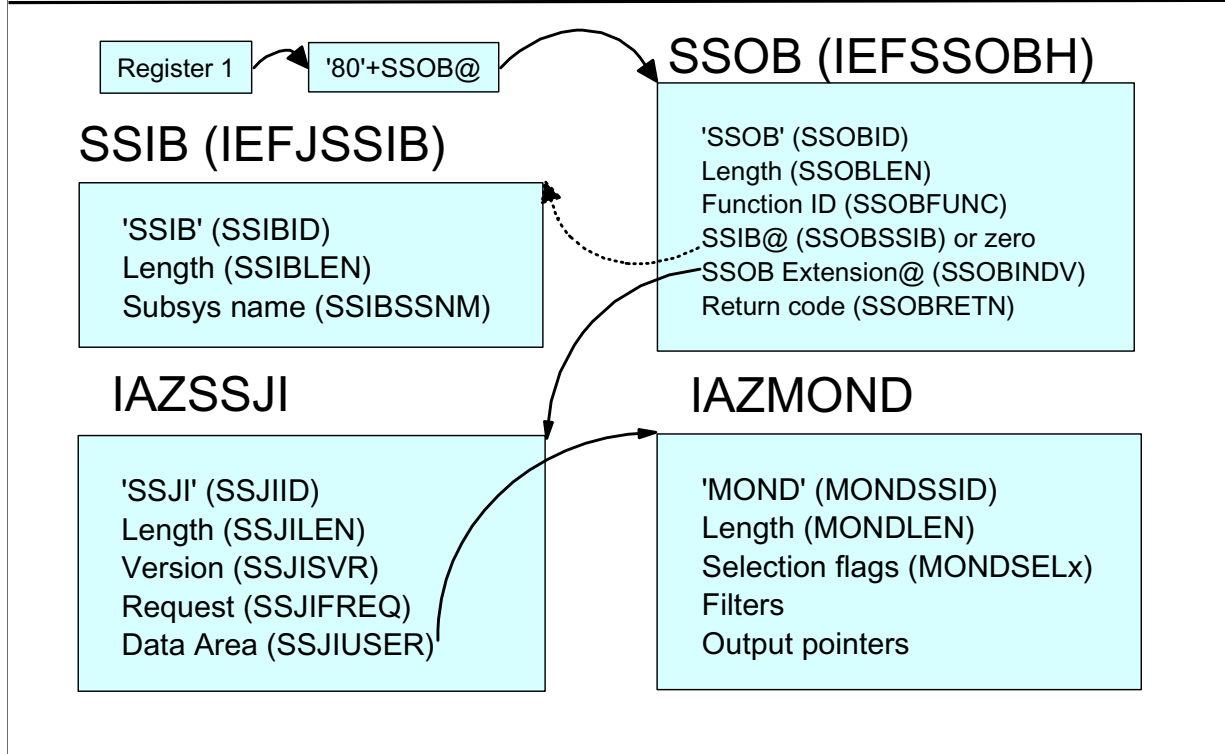 Register 1
'80'+SSOB@
SSOB (IEFSSOBH)
'SSOB' (SSOBID)
Length (SSOBLEN)
Function ID (SSOBFUNC)
SSIB@ (SSOBSSIB) or zero
SSOB Extension@ (SSOBINDV)
Return code (SSOBRETN)
SSIB (IEFJSSIB)
'SSIB' (SSIBID)
Length (SSIBLEN)
Subsys name (SSIBSSNM)
IAZSSJI
'SSJI' (SSJIID)
Length (SSJILEN)
Version (SSJISVR)
Request (SSJIFREQ)
Data Area (SSJIUSER)
IAZMOND
'MOND' (MONDSSID)
Length (MONDLEN)
Selection flags (MONDSELx)
Filters
Output pointers